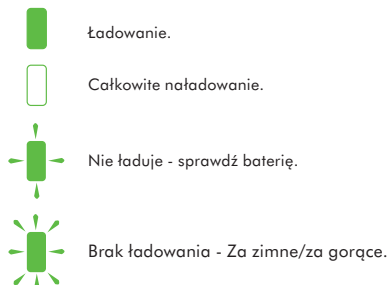 Ładowanie.
Całkowite naładowanie.
Nie ładuje - sprawdź baterię.
Brak ładowania - Za zimne/za gorące.